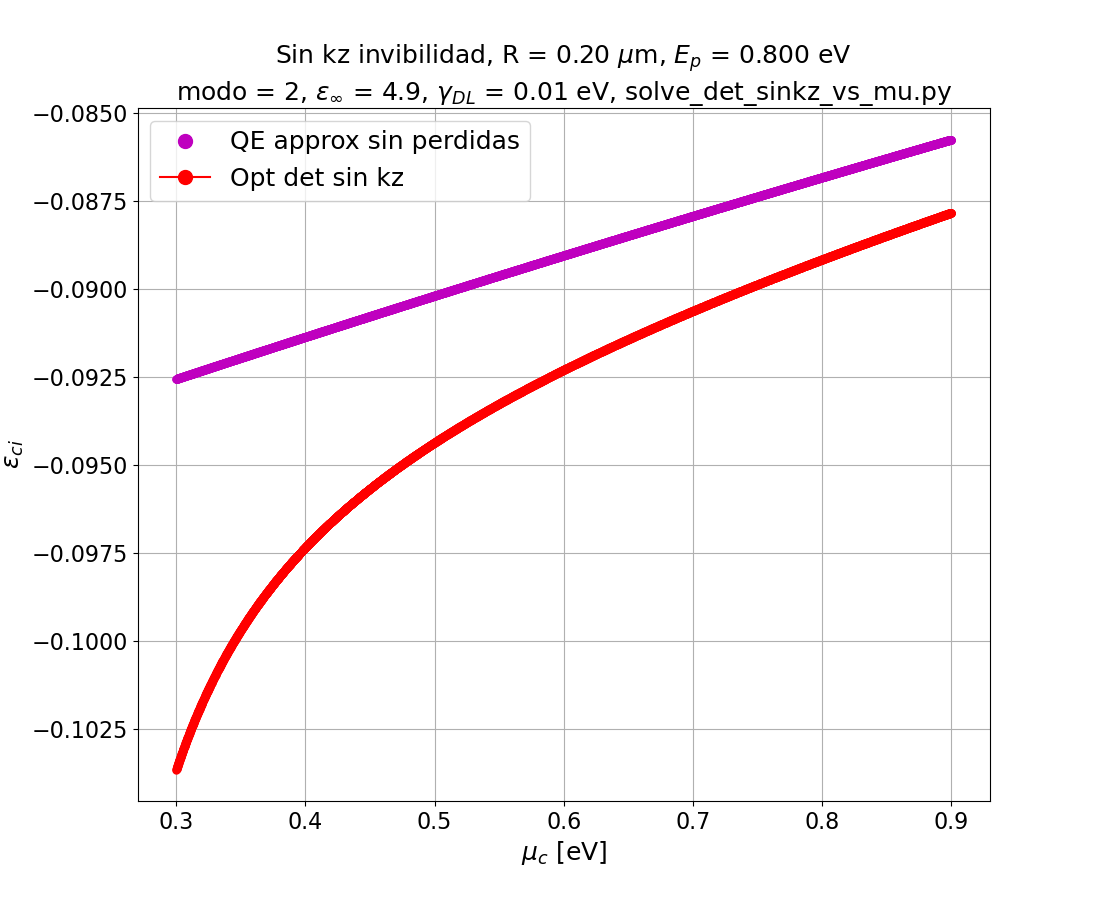 Sin kz invibilidad, R = 0.20 μm, E_p = 0.800 eV
modo = 2, ε_∞ = 4.9, γ_DL = 0.01 eV, solve_det_sinkz_vs_mu.py
QE approx sin perdidas
Opt det sin kz
−0.0850
−0.0875
−0.0900
−0.0925
−0.0950
−0.0975
−0.1000
−0.1025
ε_ci
0.3 0.4 0.5 0.6 0.7 0.8 0.9
μ_c [eV]